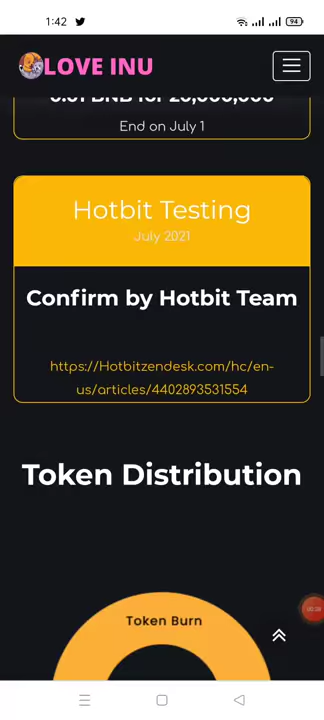 1:42
94
LOVE INU
0.01 BNB for 20,000,000
End on July 1
Hotbit Testing
July 2021
Confirm by Hotbit Team
https://Hotbitzendesk.com/hc/en-
us/articles/4402893531554
Token Distribution
Token Burn